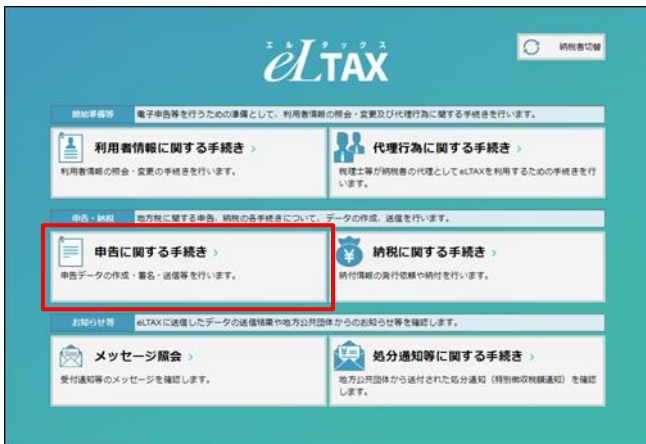 エルタックス
eLTAX
納税者切替
開始準備等 電子申告等を行うための準備として、利用者情報の照会・変更及び代理行為に関する手続きを行います。
利用者情報に関する手続き
利用者情報の照会・変更の手続きを行います。
代理行為に関する手続き
税理士等が納税者の代理としてeLTAXを利用するための手続きを行
います。
申告・納税 地方税に関する申告、納税の各手続きについて、データの作成、送信を行います。
申告に関する手続き
申告データの作成・署名・送信等を行います。
納税に関する手続き
納付情報の発行依頼や納付を行います。
お知らせ等 eLTAXに送信したデータの送信結果や地方公共団体からのお知らせ等を確認します。
メッセージ照会
受付通知等のメッセージを確認します。
処分通知等に関する手続き
地方公共団体から送付された処分通知（特別徴収税額通知）を確認
します。